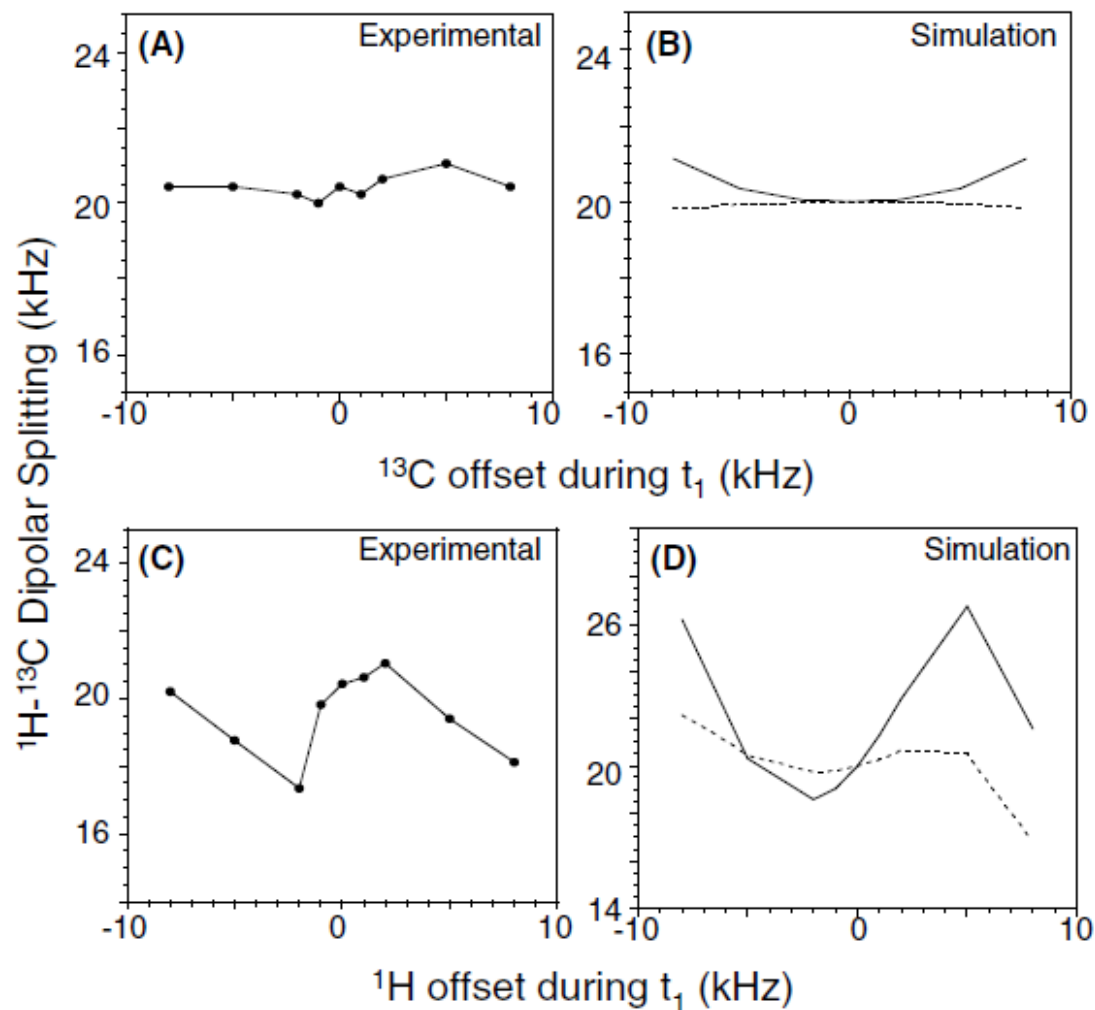 (A) Experimental
24
20
16
-10 0 10
(B) Simulation
24
20
16
-10 0 10
¹³C offset during t₁ (kHz)
¹H-¹³C Dipolar Splitting (kHz)
(C) Experimental
24
20
16
-10 0 10
(D) Simulation
26
20
14
-10 0 10
¹H offset during t₁ (kHz)